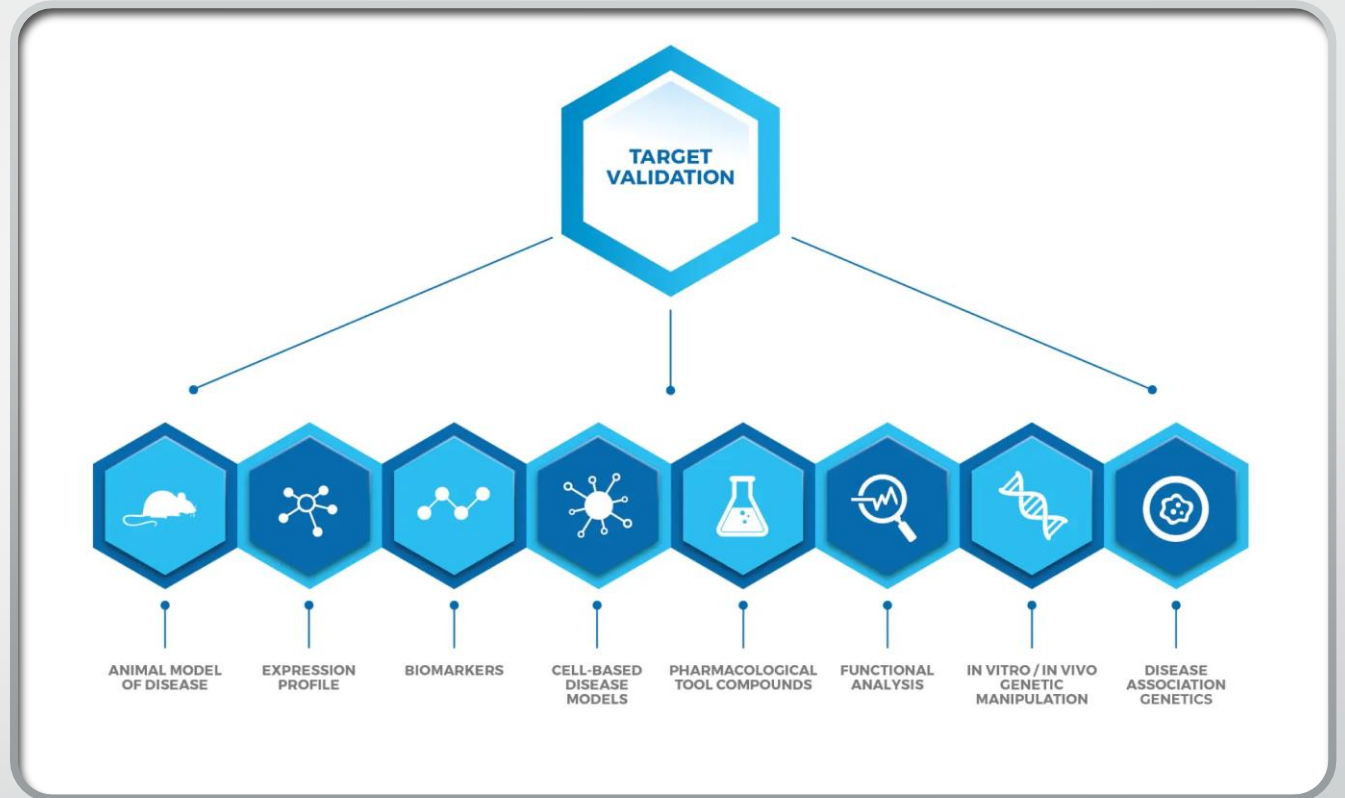 TARGET
VALIDATION
ANIMAL MODEL
OF DISEASE
EXPRESSION
PROFILE
BIOMARKERS
CELL-BASED
DISEASE
MODELS
PHARMACOLOGICAL
TOOL COMPOUNDS
FUNCTIONAL
ANALYSIS
IN VITRO / IN VIVO
GENETIC
MANIPULATION
DISEASE
ASSOCIATION
GENETICS